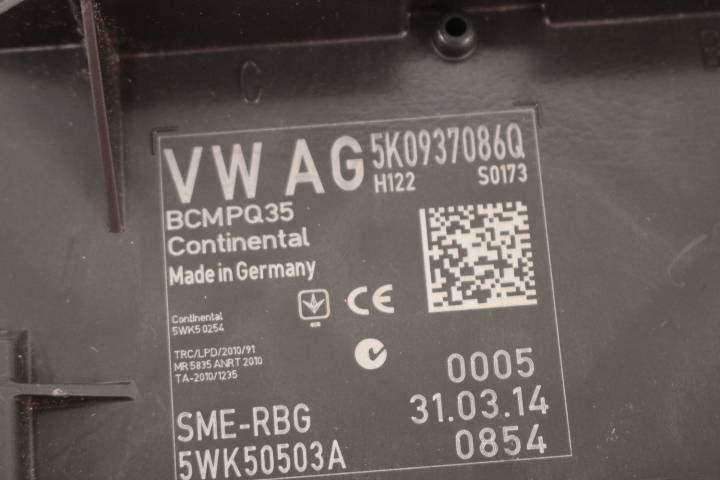 C
VW AG 5K0937086Q
H122 S0173
BCMPQ35
Continental
Made in Germany
CE
Continental
5WK50254
TRC/LPD/2010/91
MR 5835 ANRT 2010
TA-2010/1235
0005
SME-RBG 31.03.14
5WK50503A 0854